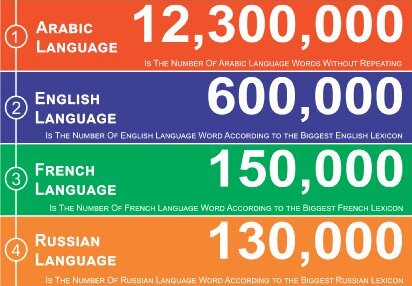 1 ARABIC LANGUAGE 12,300,000
IS THE NUMBER OF ARABIC LANGUAGE WORDS WITHOUT REPEATING
2 ENGLISH LANGUAGE 600,000
IS THE NUMBER OF ENGLISH LANGUAGE WORD ACCORDING TO THE BIGGEST ENGLISH LEXICON
3 FRENCH LANGUAGE 150,000
IS THE NUMBER OF FRENCH LANGUAGE WORD ACCORDING TO THE BIGGEST FRENCH LEXICON
4 RUSSIAN LANGUAGE 130,000
IS THE NUMBER OF RUSSIAN LANGUAGE WORD ACCORDING TO THE BIGGEST RUSSIAN LEXICON